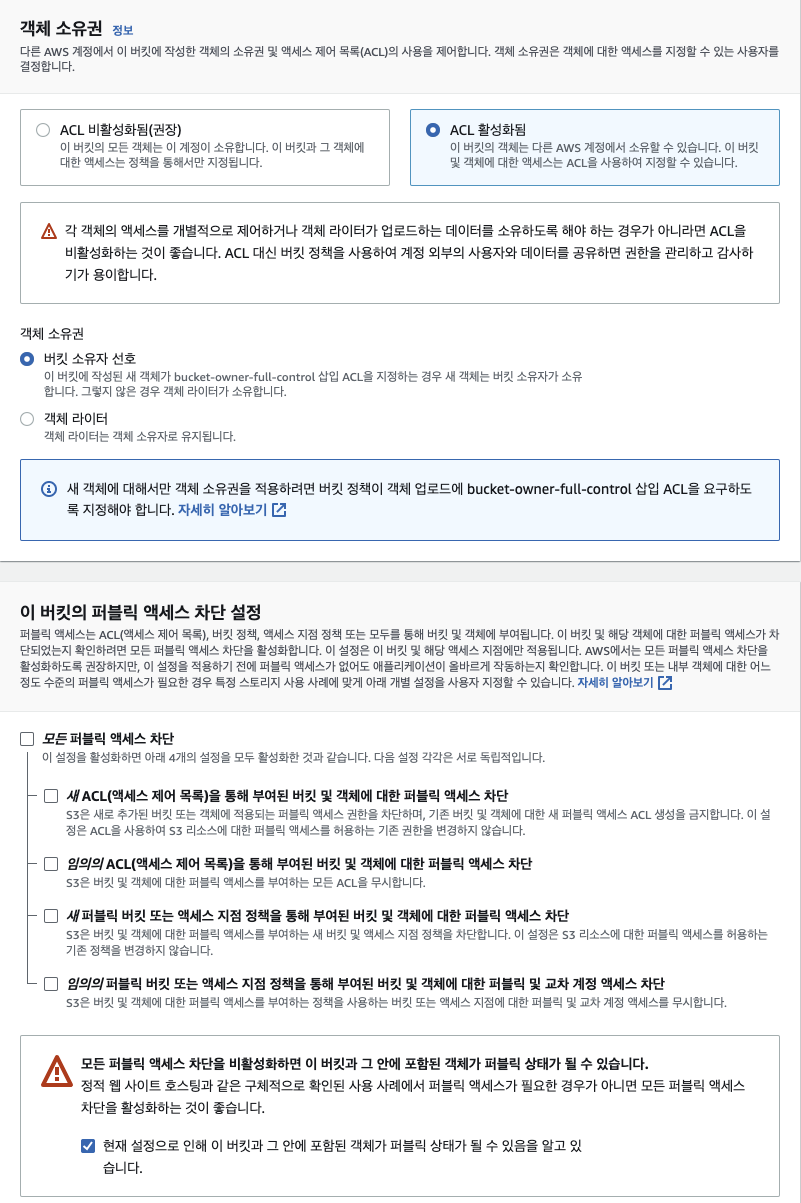 객체 소유권 정보
다른 AWS 계정에서 이 버킷에 작성한 객체의 소유권 및 액세스 제어 목록(ACL)의 사용을 제어합니다. 객체 소유권은 객체에 대한 액세스를 지정할 수 있는 사용자를
결정합니다.
ACL 비활성화됨(권장)
이 버킷의 모든 객체는 이 계정이 소유합니다. 이 버킷과 그 객체에
대한 액세스는 정책을 통해서만 지정됩니다.
ACL 활성화됨
이 버킷의 객체는 다른 AWS 계정에서 소유할 수 있습니다. 이 버킷
및 객체에 대한 액세스는 ACL을 사용하여 지정할 수 있습니다.
각 객체의 액세스를 개별적으로 제어하거나 객체 라이터가 업로드하는 데이터를 소유하도록 해야 하는 경우가 아니라면 ACL을
비활성화하는 것이 좋습니다. ACL 대신 버킷 정책을 사용하여 계정 외부의 사용자와 데이터를 공유하면 권한을 관리하고 감사하
기가 용이합니다.
객체 소유권
버킷 소유자 선호
이 버킷에 작성된 새 객체가 bucket-owner-full-control 삽입 ACL을 지정하는 경우 새 객체는 버킷 소유자가 소유
합니다. 그렇지 않은 경우 객체 라이터가 소유합니다.
객체 라이터
객체 라이터는 객체 소유자로 유지됩니다.
새 객체에 대해서만 객체 소유권을 적용하려면 버킷 정책이 객체 업로드에 bucket-owner-full-control 삽입 ACL을 요구하도
록 지정해야 합니다. 자세히 알아보기
이 버킷의 퍼블릭 액세스 차단 설정
퍼블릭 액세스는 ACL(액세스 제어 목록), 버킷 정책, 액세스 지점 정책 또는 모두를 통해 버킷 및 객체에 부여됩니다. 이 버킷 및 해당 객체에 대한 퍼블릭 액세스가 차
단되었는지 확인하려면 모든 퍼블릭 액세스 차단을 활성화합니다. 이 설정은 이 버킷 및 해당 액세스 지점에만 적용됩니다. AWS에서는 모든 퍼블릭 액세스 차단을
활성화하도록 권장하지만, 이 설정을 적용하기 전에 퍼블릭 액세스가 없어도 애플리케이션이 올바르게 작동하는지 확인합니다. 이 버킷 또는 내부 객체에 대한 어느
정도 수준의 퍼블릭 액세스가 필요한 경우 특정 스토리지 사용 사례에 맞게 아래 개별 설정을 사용자 지정할 수 있습니다. 자세히 알아보기
모든 퍼블릭 액세스 차단
이 설정을 활성화하면 아래 4개의 설정을 모두 활성화한 것과 같습니다. 다음 설정 각각은 서로 독립적입니다.
새 ACL(액세스 제어 목록)을 통해 부여된 버킷 및 객체에 대한 퍼블릭 액세스 차단
S3은 새로 추가된 버킷 또는 객체에 적용되는 퍼블릭 액세스 권한을 차단하며, 기존 버킷 및 객체에 대한 새 퍼블릭 액세스 ACL 생성을 금지합니다. 이 설
정은 ACL을 사용하여 S3 리소스에 대한 퍼블릭 액세스를 허용하는 기존 권한을 변경하지 않습니다.
임의의 ACL(액세스 제어 목록)을 통해 부여된 버킷 및 객체에 대한 퍼블릭 액세스 차단
S3은 버킷 및 객체에 대한 퍼블릭 액세스를 부여하는 모든 ACL을 무시합니다.
새 퍼블릭 버킷 또는 액세스 지점 정책을 통해 부여된 버킷 및 객체에 대한 퍼블릭 액세스 차단
S3은 버킷 및 객체에 대한 퍼블릭 액세스를 부여하는 새 버킷 및 액세스 지점 정책을 차단합니다. 이 설정은 S3 리소스에 대한 퍼블릭 액세스를 허용하는
기존 정책을 변경하지 않습니다.
임의의 퍼블릭 버킷 또는 액세스 지점 정책을 통해 부여된 버킷 및 객체에 대한 퍼블릭 및 교차 계정 액세스 차단
S3은 버킷 및 객체에 대한 퍼블릭 액세스를 부여하는 정책을 사용하는 버킷 또는 액세스 지점에 대한 퍼블릭 및 교차 계정 액세스를 무시합니다.
모든 퍼블릭 액세스 차단을 비활성화하면 이 버킷과 그 안에 포함된 객체가 퍼블릭 상태가 될 수 있습니다.
정적 웹 사이트 호스팅과 같은 구체적으로 확인된 사용 사례에서 퍼블릭 액세스가 필요한 경우가 아니면 모든 퍼블릭 액세스
차단을 활성화하는 것이 좋습니다.
현재 설정으로 인해 이 버킷과 그 안에 포함된 객체가 퍼블릭 상태가 될 수 있음을 알고 있
습니다.